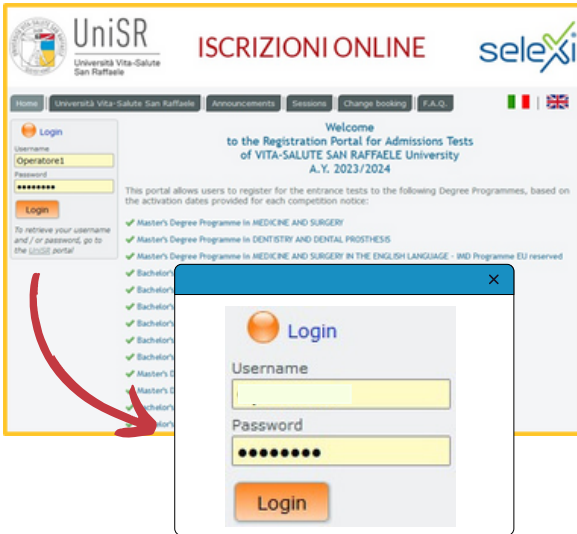 UniSR
Università Vita-Salute
San Raffaele
ISCRIZIONI ONLINE
selexi
Home
Università Vita-Salute San Raffaele
Announcements
Sessions
Change booking
F.A.Q.
Login
Username
Operatore1
Password
Login
To retrieve your username
and / or password, go to
the UniSR portal
Welcome
to the Registration Portal for Admissions Tests
of VITA-SALUTE SAN RAFFAELE University
A.Y. 2023/2024
This portal allows users to register for the entrance tests to the following Degree Programmes, based on
the activation dates provided for each competition notice:
Master's Degree Programme in MEDICINE AND SURGERY
Master's Degree Programme in DENTISTRY AND DENTAL PROSTHESIS
Master's Degree Programme in MEDICINE AND SURGERY IN THE ENGLISH LANGUAGE - IMD Programme EU reserved
Bachelor's
Bachelor's
Bachelor's
Bachelor's
Bachelor's
Bachelor's
Master's D
Master's D
Bachelor's
Login
Username
Password
Login